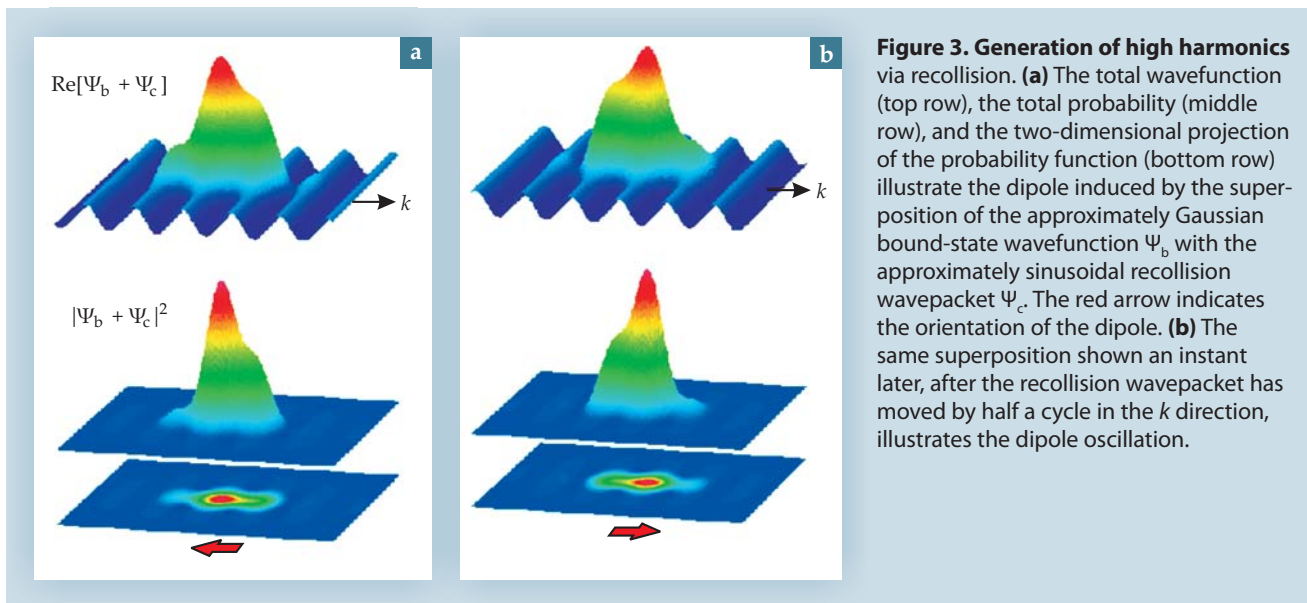 a
Re[Ψb + Ψc]
k
|Ψb + Ψc|²
b
k
Figure 3. Generation of high harmonics
via recollision. (a) The total wavefunction
(top row), the total probability (middle
row), and the two-dimensional projection
of the probability function (bottom row)
illustrate the dipole induced by the super-
position of the approximately Gaussian
bound-state wavefunction Ψb with the
approximately sinusoidal recollision
wavepacket Ψc. The red arrow indicates
the orientation of the dipole. (b) The
same superposition shown an instant
later, after the recollision wavepacket has
moved by half a cycle in the k direction,
illustrates the dipole oscillation.